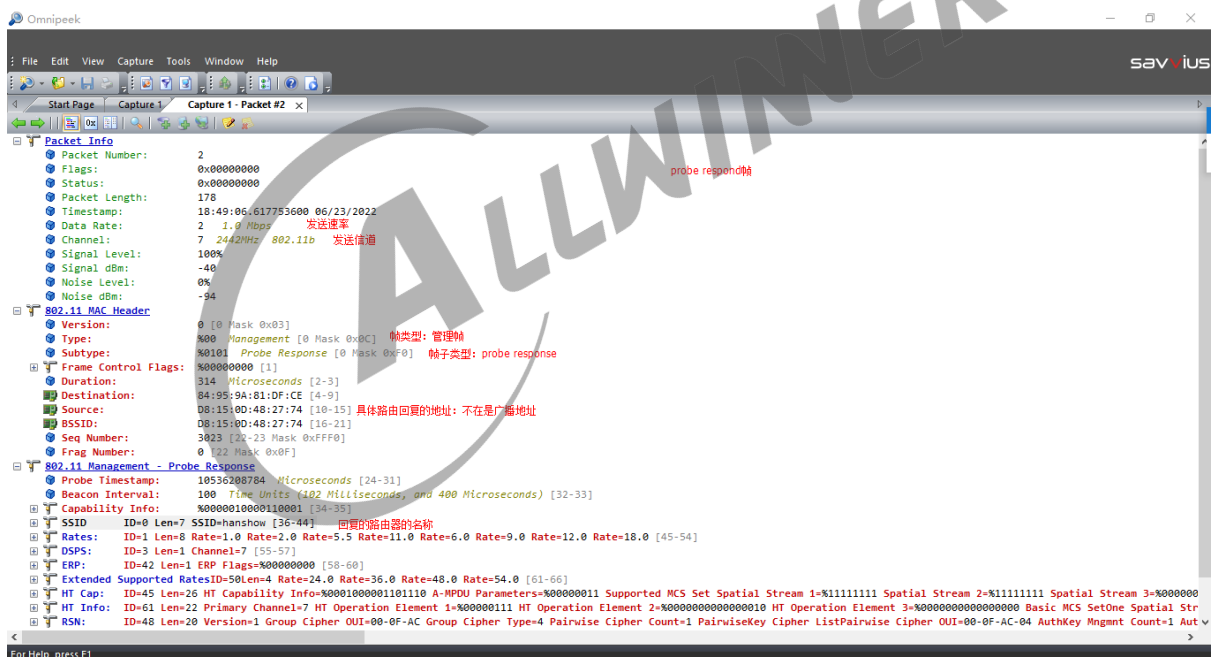 Omnipeek
File Edit View Capture Tools Window Help
savvius
Start Page Capture 1 Capture 1 - Packet #2
Packet Info
Packet Number: 2
Flags: 0x00000000 probe respond帧
Status: 0x00000000
Packet Length: 178
Timestamp: 18:49:06.617753600 06/23/2022
Data Rate: 2 1.0 Mbps 发送速率
Channel: 7 2442MHz 802.11b 发送信道
Signal Level: 100%
Signal dBm: -40
Noise Level: 0%
Noise dBm: -94
802.11 MAC Header
Version: 0 [0 Mask 0x03]
Type: %00 Management [0 Mask 0x0C] 帧类型：管理帧
Subtype: %0101 Probe Response [0 Mask 0xF0] 帧子类型：probe response
Frame Control Flags: %00000000 [1]
Duration: 314 Microseconds [2-3]
Destination: 84:95:9A:81:DF:CE [4-9]
Source: D8:15:0D:48:27:74 [10-15] 具体路由回复的地址：不在是广播地址
BSSID: D8:15:0D:48:27:74 [16-21]
Seq Number: 3023 [22-23 Mask 0xFFF0]
Frag Number: 0 [22 Mask 0x0F]
802.11 Management - Probe Response
Probe Timestamp: 10536208784 Microseconds [24-31]
Beacon Interval: 100 Time Units (102 Milliseconds, and 400 Microseconds) [32-33]
Capability Info: %0000010000110001 [34-35]
SSID ID=0 Len=7 SSID=hanshow [36-44] 回复的路由器的名称
Rates: ID=1 Len=8 Rate=1.0 Rate=2.0 Rate=5.5 Rate=11.0 Rate=6.0 Rate=9.0 Rate=12.0 Rate=18.0 [45-54]
DSPS: ID=3 Len=1 Channel=7 [55-57]
ERP: ID=42 Len=1 ERP Flags=%00000000 [58-60]
Extended Supported RatesID=50Len=4 Rate=24.0 Rate=36.0 Rate=48.0 Rate=54.0 [61-66]
HT Cap: ID=45 Len=26 HT Capability Info=%0001000001101110 A-MPDU Parameters=%00000011 Supported MCS Set Spatial Stream 1=%11111111 Spatial Stream 2=%11111111 Spatial Stream 3=%000000
HT Info: ID=61 Len=22 Primary Channel=7 HT Operation Element 1=%00000111 HT Operation Element 2=%0000000000000010 HT Operation Element 3=%0000000000000000 Basic MCS SetOne Spatial Str
RSN: ID=48 Len=20 Version=1 Group Cipher OUI=00-0F-AC Group Cipher Type=4 Pairwise Cipher Count=1 PairwiseKey Cipher ListPairwise Cipher OUI=00-0F-AC-04 AuthKey Mngmnt Count=1 Aut
For Help, press F1
ALLWINNER